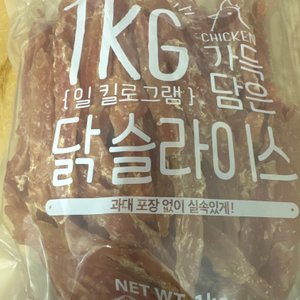 1KG
CHICKEN
{일 킬로그램}
가득
담은
닭 슬라이스
과대 포장 없이 실속있게!
NET WT. 1k